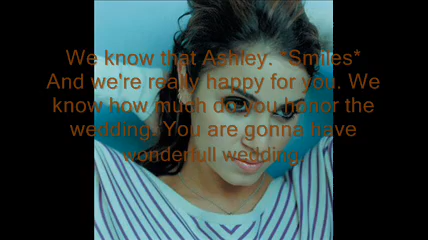 We know that Ashley. *Smiles*
And we're really happy for you. We
know how much do you honor the
wedding. You are gonna have
wonderfull wedding.